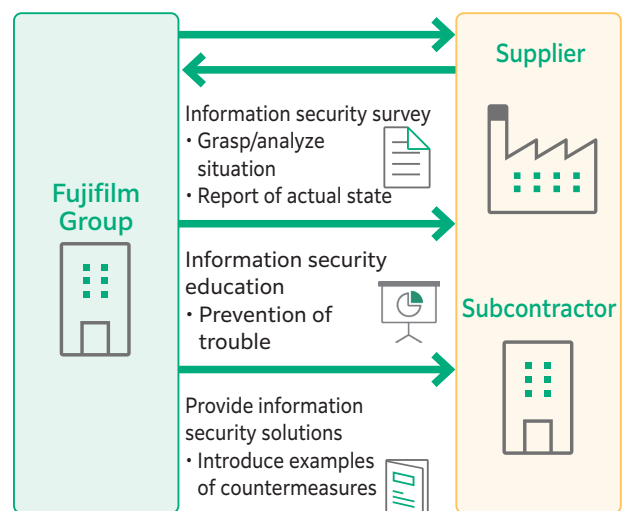 Fujifilm
Group
Information security survey
・Grasp/analyze
situation
・Report of actual state
Information security
education
・Prevention of
trouble
Provide information
security solutions
・Introduce examples
of countermeasures
Supplier
Subcontractor